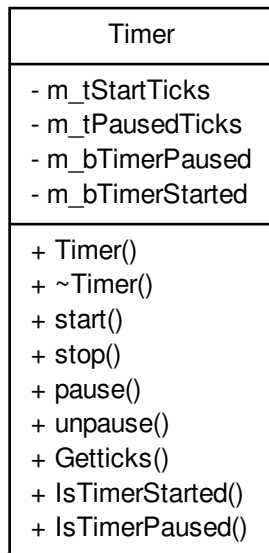 Timer
- m_tStartTicks
- m_tPausedTicks
- m_bTimerPaused
- m_bTimerStarted
+ Timer()
+ ~Timer()
+ start()
+ stop()
+ pause()
+ unpause()
+ Getticks()
+ IsTimerStarted()
+ IsTimerPaused()